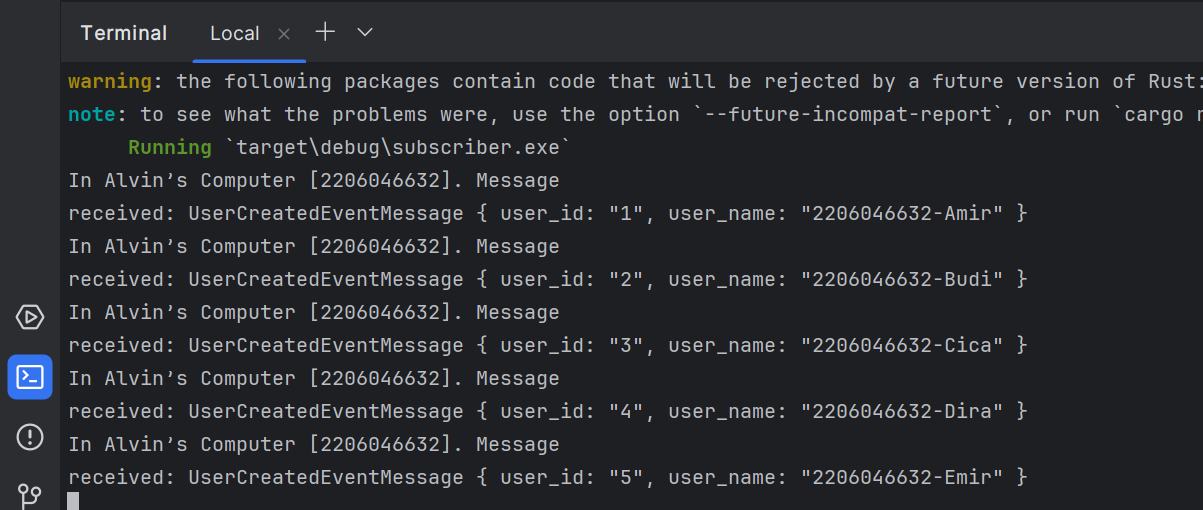 Terminal Local
warning: the following packages contain code that will be rejected by a future version of Rust:
note: to see what the problems were, use the option `--future-incompat-report`, or run `cargo
Running `target\debug\subscriber.exe`
In Alvin’s Computer [2206046632]. Message
received: UserCreatedEventMessage { user_id: "1", user_name: "2206046632-Amir" }
In Alvin’s Computer [2206046632]. Message
received: UserCreatedEventMessage { user_id: "2", user_name: "2206046632-Budi" }
In Alvin’s Computer [2206046632]. Message
received: UserCreatedEventMessage { user_id: "3", user_name: "2206046632-Cica" }
In Alvin’s Computer [2206046632]. Message
received: UserCreatedEventMessage { user_id: "4", user_name: "2206046632-Dira" }
In Alvin’s Computer [2206046632]. Message
received: UserCreatedEventMessage { user_id: "5", user_name: "2206046632-Emir" }